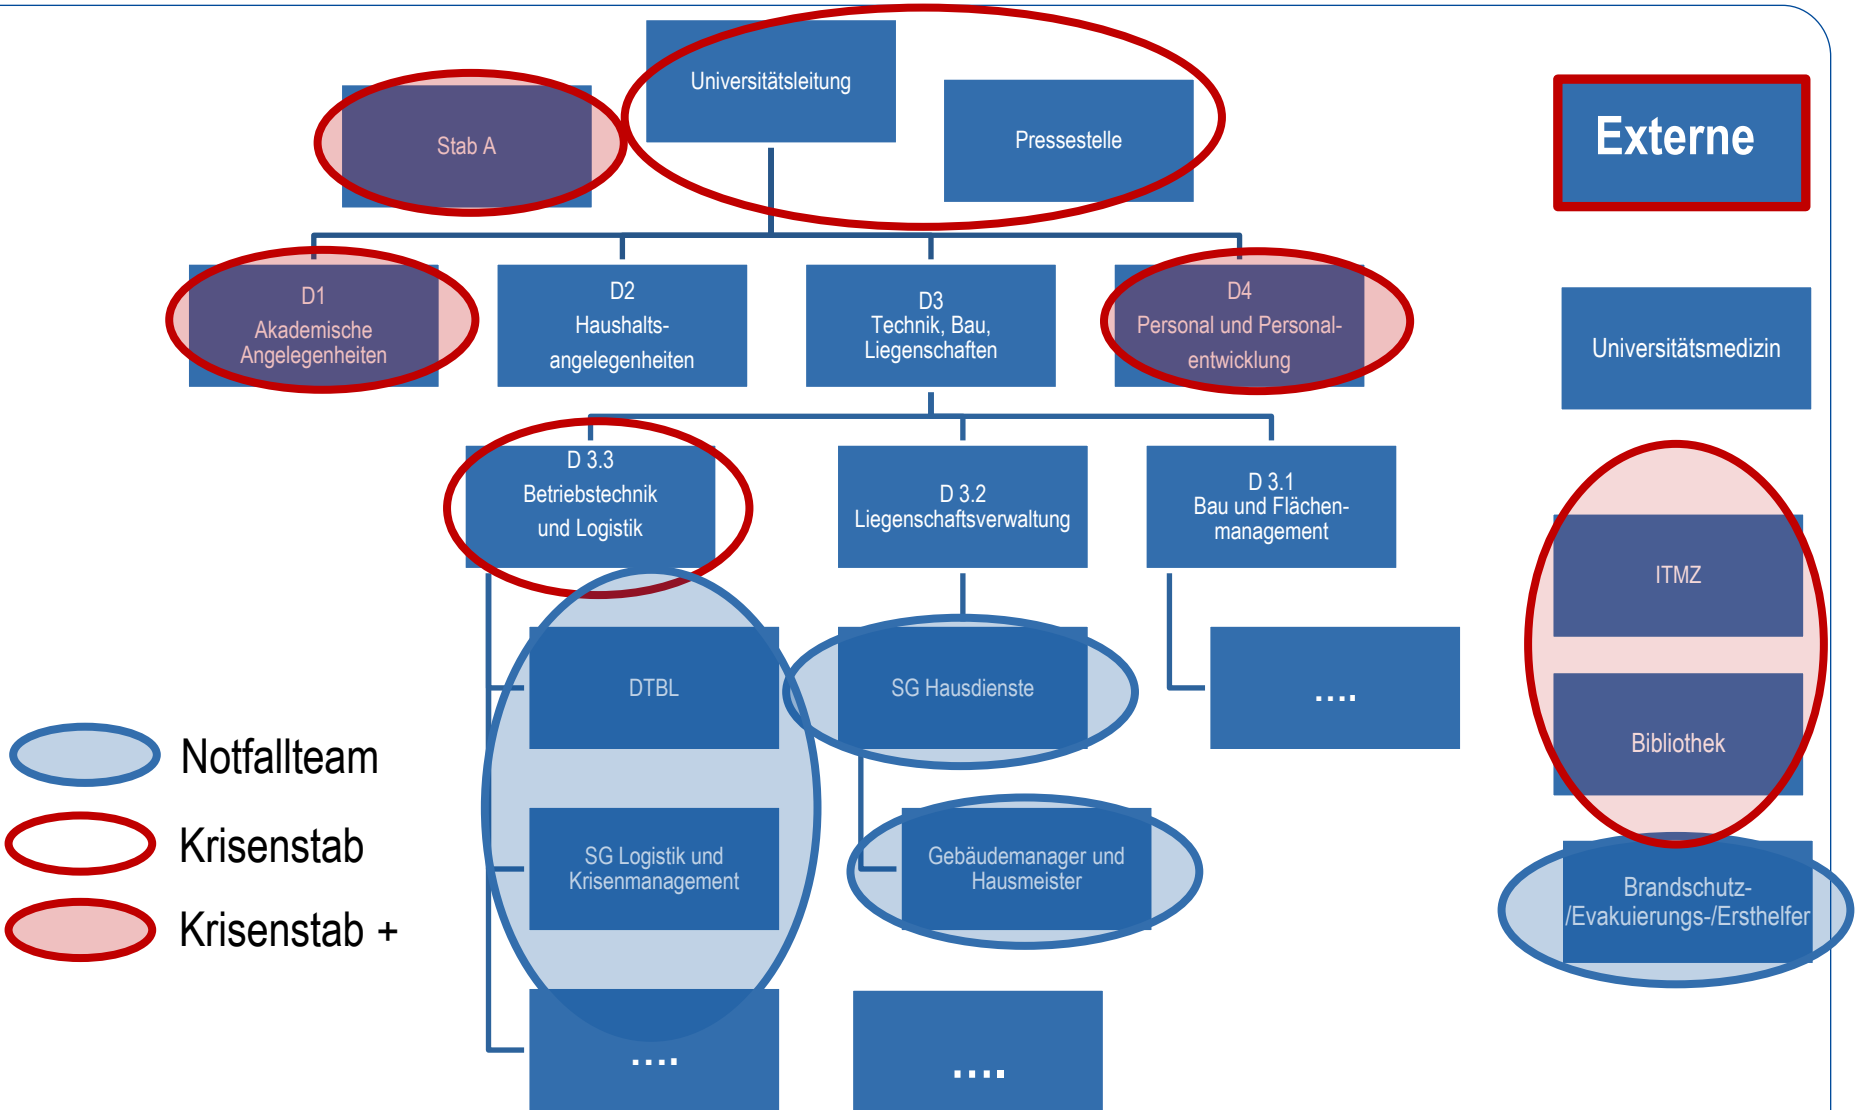 Universitätsleitung
Stab A
Pressestelle
Externe
D1
Akademische
Angelegenheiten
D2
Haushalts-
angelegenheiten
D3
Technik, Bau,
Liegenschaften
D4
Personal und Personal-
entwicklung
Universitätsmedizin
D 3.3
Betriebstechnik
und Logistik
D 3.2
Liegenschaftsverwaltung
D 3.1
Bau und Flächen-
management
ITMZ
DTBL
SG Hausdienste
....
Bibliothek
Notfallteam
Krisenstab
Krisenstab +
SG Logistik und
Krisenmanagement
Gebäudemanager und
Hausmeister
Brandschutz-
/Evakuierungs-/Ersthelfer
....
....